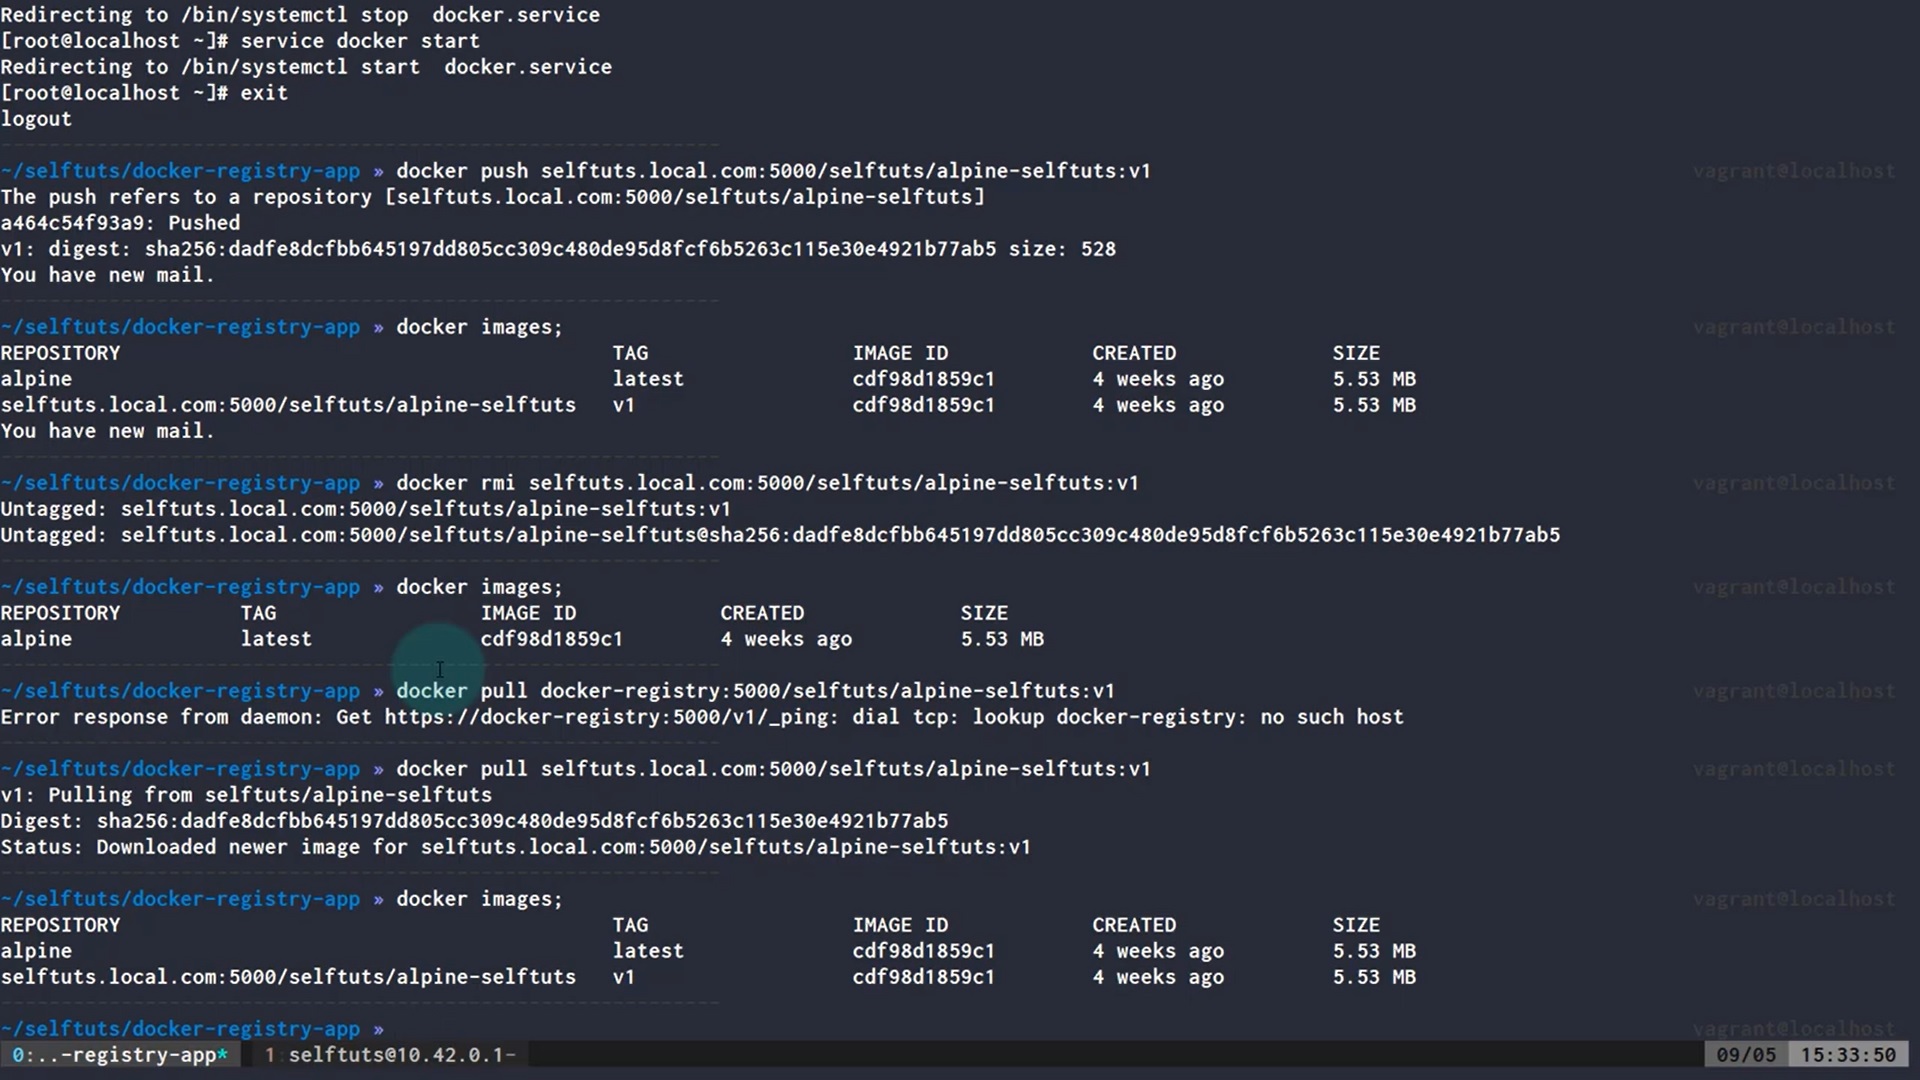 Redirecting to /bin/systemctl stop  docker.service
[root@localhost ~]# service docker start
Redirecting to /bin/systemctl start  docker.service
[root@localhost ~]# exit
logout
~/selftuts/docker-registry-app » docker push selftuts.local.com:5000/selftuts/alpine-selftuts:v1 vagrant@localhost
The push refers to a repository [selftuts.local.com:5000/selftuts/alpine-selftuts]
a464c54f93a9: Pushed
v1: digest: sha256:dadfe8dcfbb645197dd805cc309c480de95d8fcf6b5263c115e30e4921b77ab5 size: 528
You have new mail.
~/selftuts/docker-registry-app » docker images; vagrant@localhost
REPOSITORY TAG IMAGE ID CREATED SIZE
alpine latest cdf98d1859c1 4 weeks ago 5.53 MB
selftuts.local.com:5000/selftuts/alpine-selftuts v1 cdf98d1859c1 4 weeks ago 5.53 MB
You have new mail.
~/selftuts/docker-registry-app » docker rmi selftuts.local.com:5000/selftuts/alpine-selftuts:v1 vagrant@localhost
Untagged: selftuts.local.com:5000/selftuts/alpine-selftuts:v1
Untagged: selftuts.local.com:5000/selftuts/alpine-selftuts@sha256:dadfe8dcfbb645197dd805cc309c480de95d8fcf6b5263c115e30e4921b77ab5
~/selftuts/docker-registry-app » docker images; vagrant@localhost
REPOSITORY TAG IMAGE ID CREATED SIZE
alpine latest cdf98d1859c1 4 weeks ago 5.53 MB
~/selftuts/docker-registry-app » docker pull docker-registry:5000/selftuts/alpine-selftuts:v1 vagrant@localhost
Error response from daemon: Get https://docker-registry:5000/v1/_ping: dial tcp: lookup docker-registry: no such host
~/selftuts/docker-registry-app » docker pull selftuts.local.com:5000/selftuts/alpine-selftuts:v1 vagrant@localhost
v1: Pulling from selftuts/alpine-selftuts
Digest: sha256:dadfe8dcfbb645197dd805cc309c480de95d8fcf6b5263c115e30e4921b77ab5
Status: Downloaded newer image for selftuts.local.com:5000/selftuts/alpine-selftuts:v1
~/selftuts/docker-registry-app » docker images; vagrant@localhost
REPOSITORY TAG IMAGE ID CREATED SIZE
alpine latest cdf98d1859c1 4 weeks ago 5.53 MB
selftuts.local.com:5000/selftuts/alpine-selftuts v1 cdf98d1859c1 4 weeks ago 5.53 MB
~/selftuts/docker-registry-app » vagrant@localhost
0:..-registry-app* 1 selftuts@10.42.0.1- 09/05 15:33:50